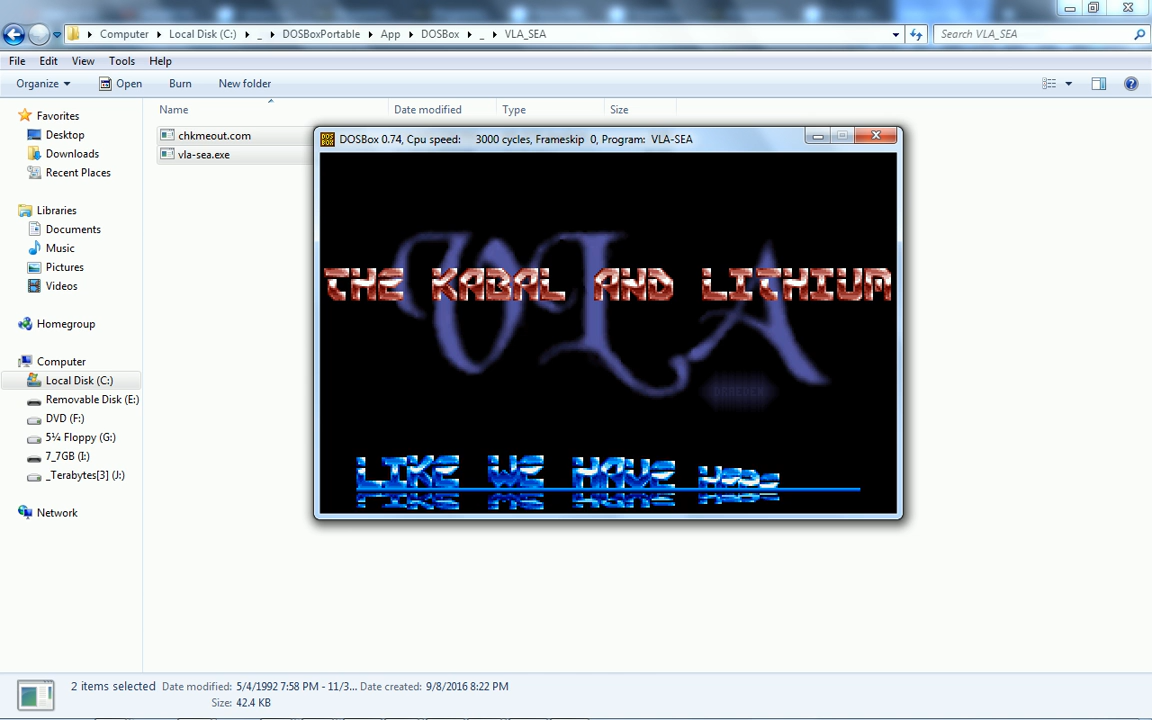 Computer Local Disk (C:) _ DOSBoxPortable App DOSBox _ VLA_SEA
Search VLA_SEA
File Edit View Tools Help
Organize Open Burn New folder
Name Date modified Type Size
Favorites
Desktop
Downloads
Recent Places
Libraries
Documents
Music
Pictures
Videos
Homegroup
Computer
Local Disk (C:)
Removable Disk (E:)
DVD (F:)
5¼ Floppy (G:)
7_7GB (I:)
_Terabytes[3] (J:)
Network
chkmeout.com
vla-sea.exe
DOSBox 0.74, Cpu speed: 3000 cycles, Frameskip 0, Program: VLA-SEA
VLA
THE KABAL AND LITHIUM
LIKE WE HAVE
2 items selected Date modified: 5/4/1992 7:58 PM - 11/3... Date created: 9/8/2016 8:22 PM
Size: 42.4 KB